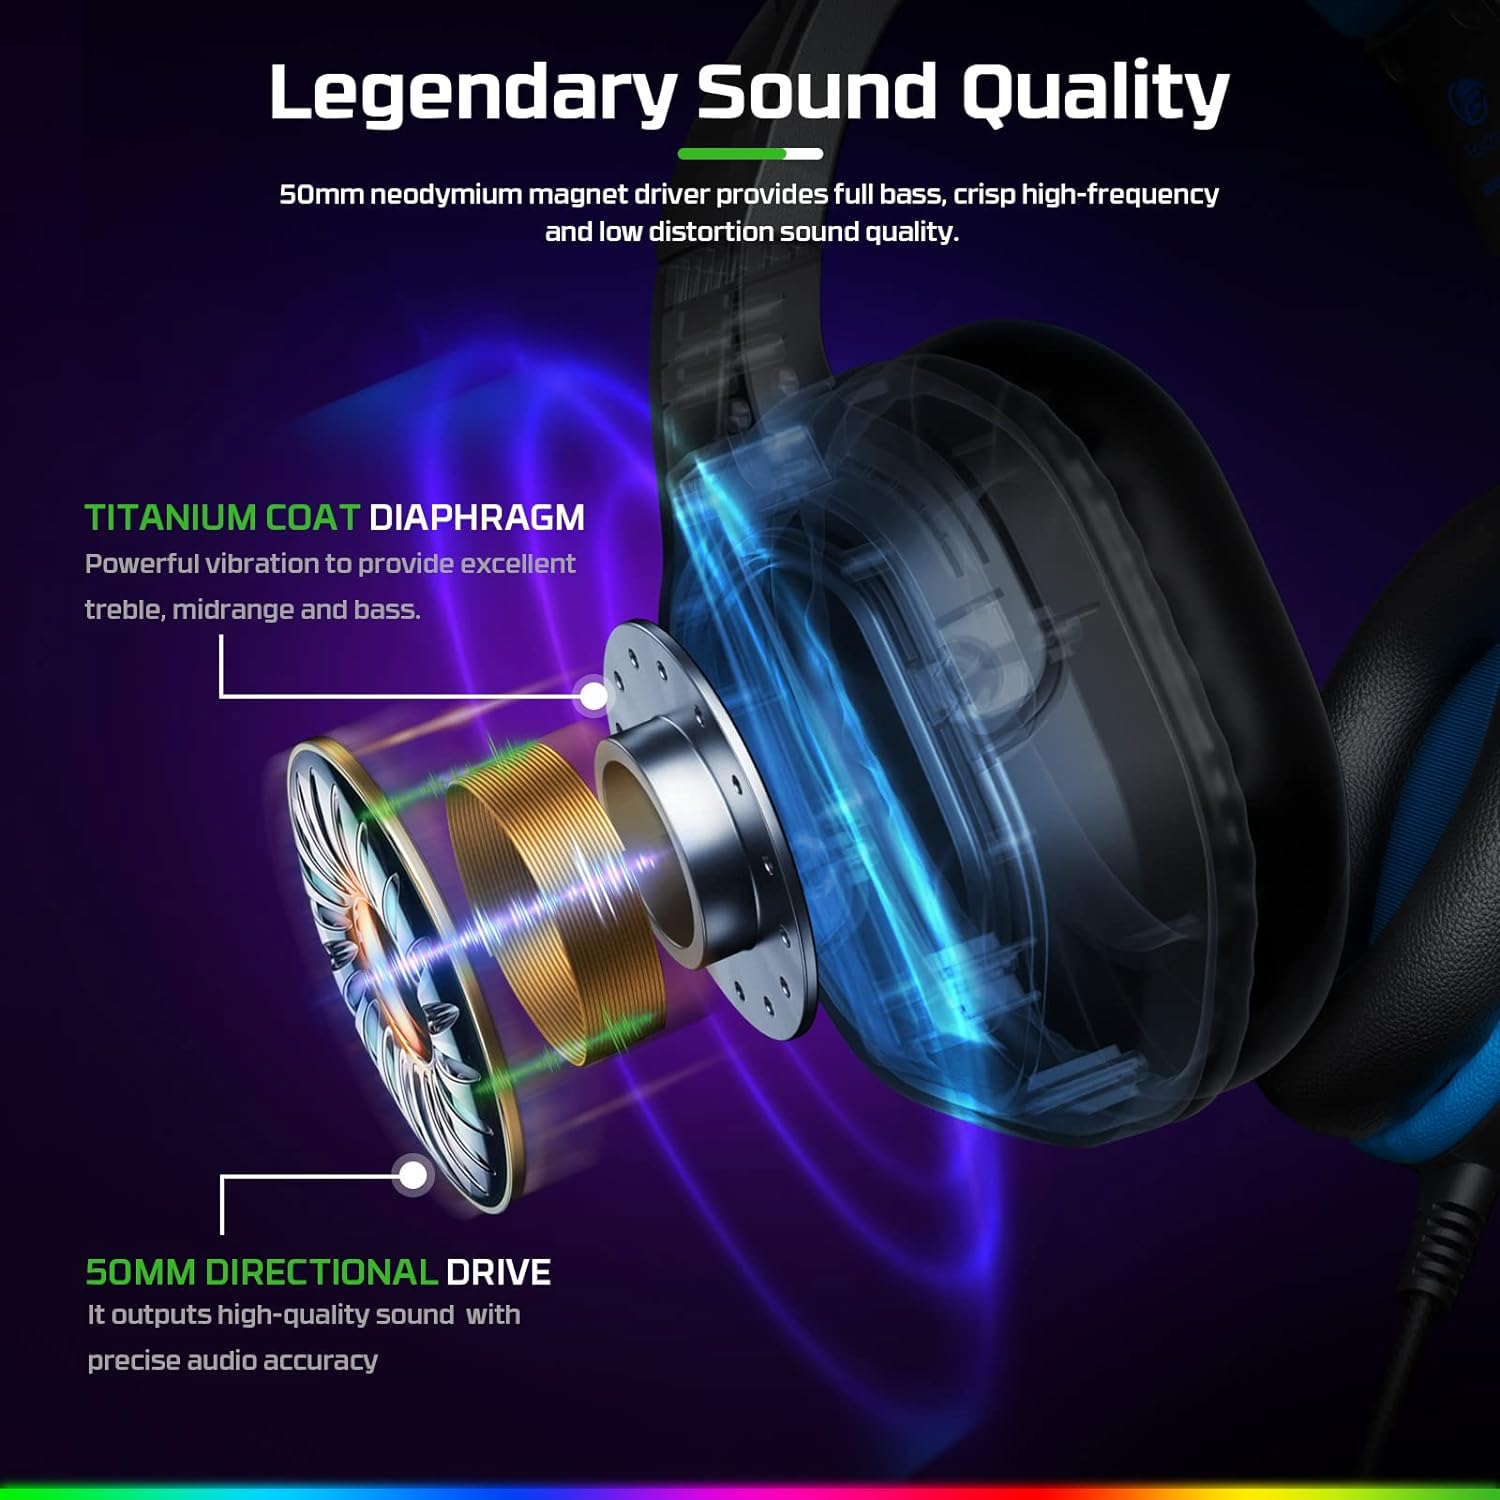 Legendary Sound Quality
50mm neodymium magnet driver provides full bass, crisp high-frequency
and low distortion sound quality.
TITANIUM COAT DIAPHRAGM
Powerful vibration to provide excellent
treble, midrange and bass.
50MM DIRECTIONAL DRIVE
It outputs high-quality sound with
precise audio accuracy